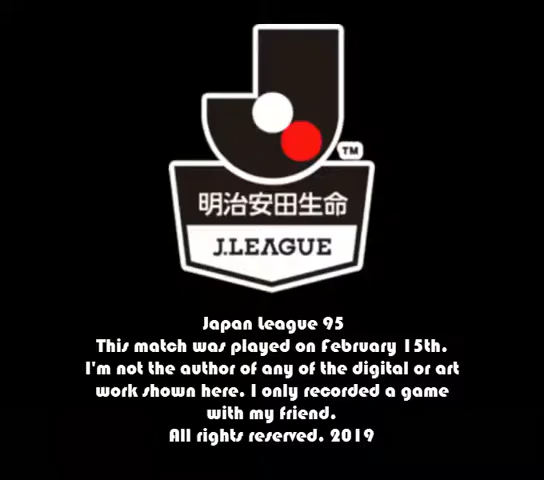 TM
明治安田生命
J.LEAGUE
Japan League 95
This match was played on February 15th.
I'm not the author of any of the digital or art
work shown here. I only recorded a game
with my friend.
All rights reserved. 2019